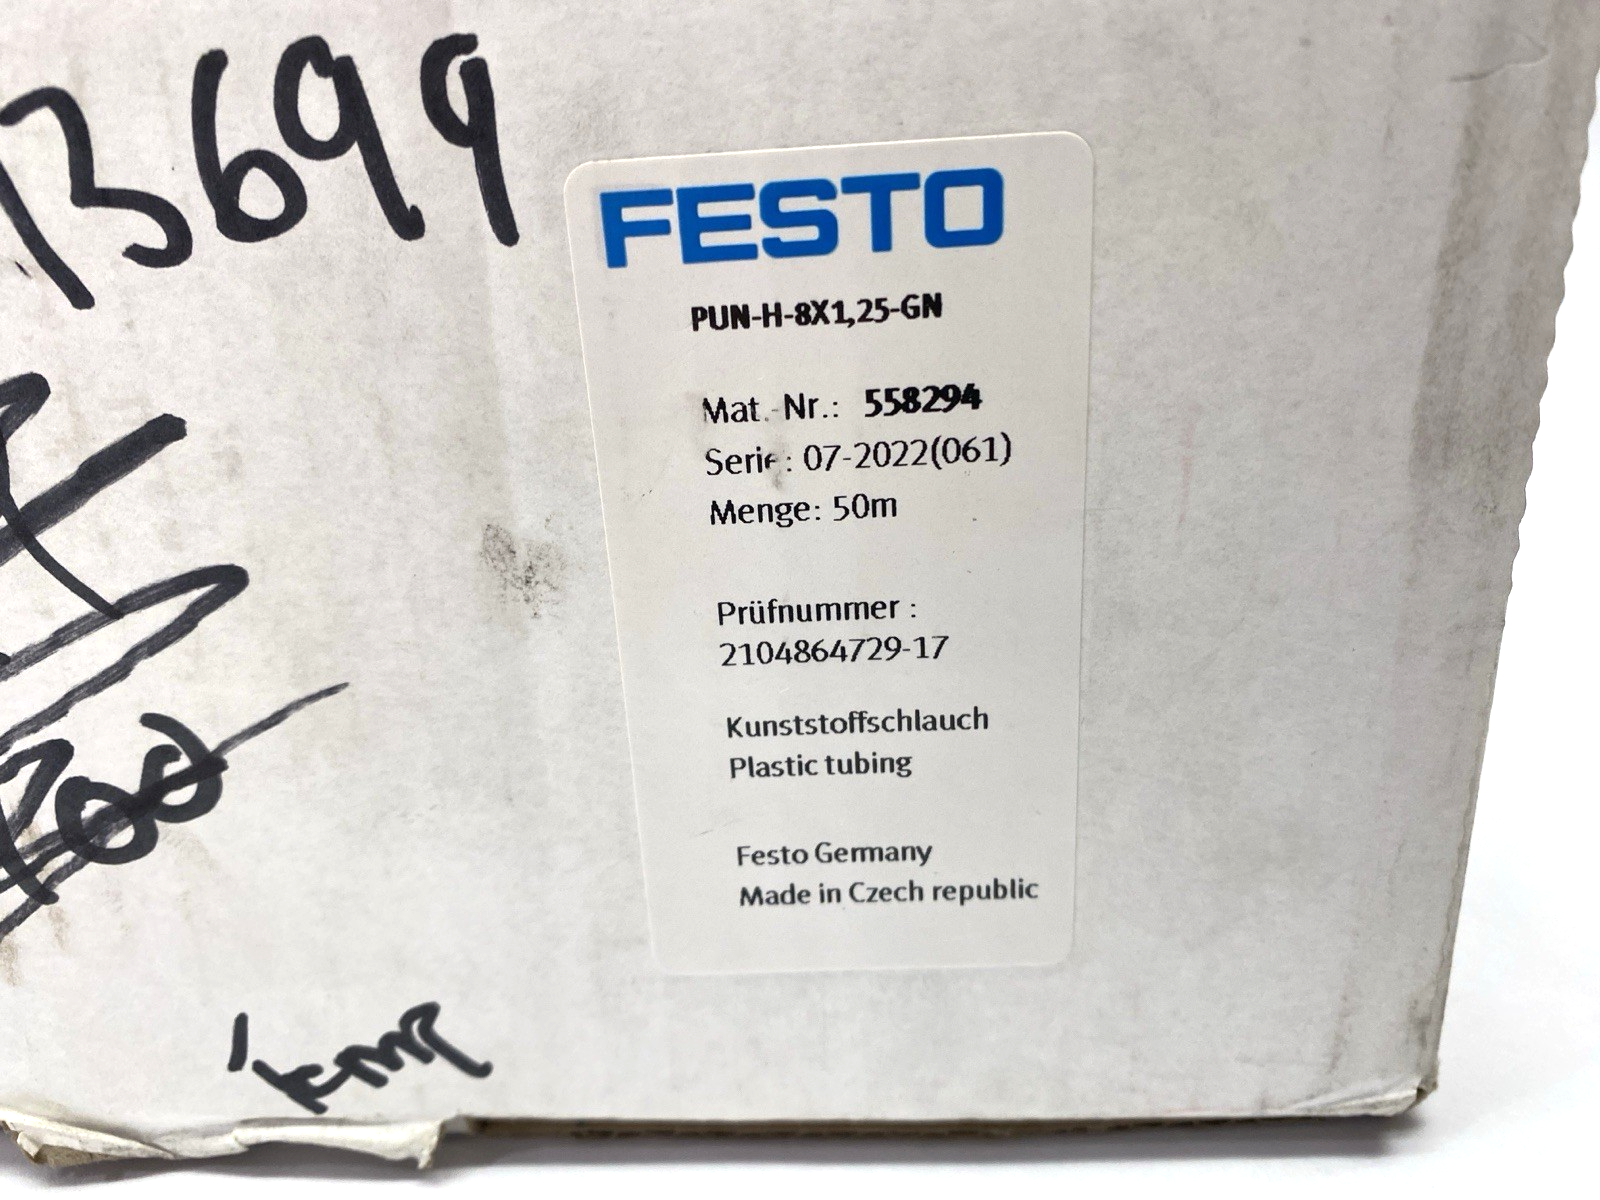 13699
FESTO
PUN-H-8X1,25-GN
Mat.-Nr.: 558294
Serie: 07-2022(061)
Menge: 50m
Prüfnummer :
2104864729-17
Kunststoffschlauch
Plastic tubing
Festo Germany
Made in Czech republic